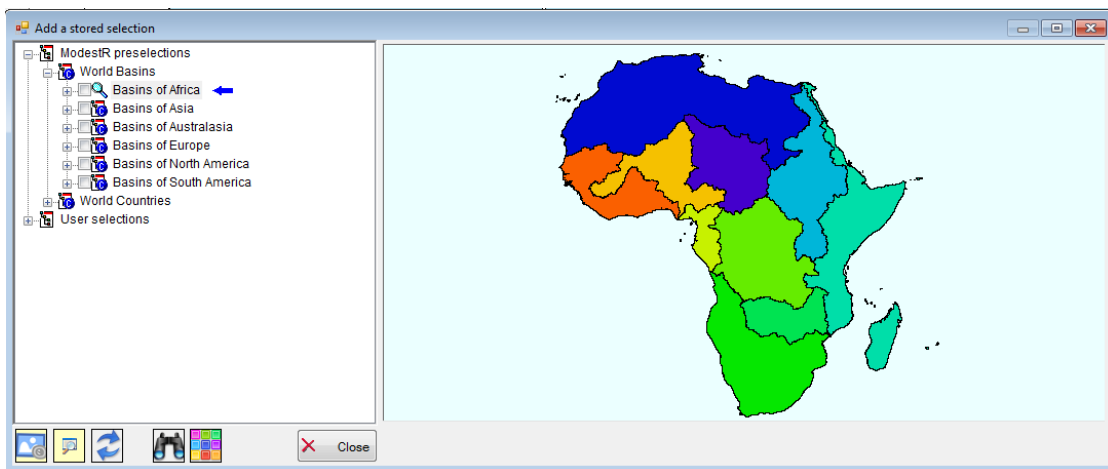 Add a stored selection
ModestR preselections
World Basins
Basins of Africa
Basins of Asia
Basins of Australasia
Basins of Europe
Basins of North America
Basins of South America
World Countries
User selections
Close